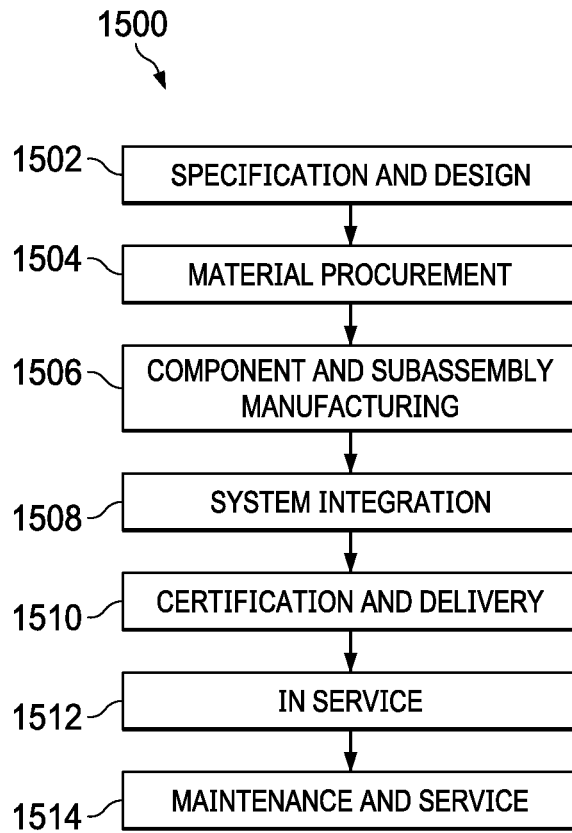 1500
1502
SPECIFICATION AND DESIGN
1504
MATERIAL PROCUREMENT
1506
COMPONENT AND SUBASSEMBLY
MANUFACTURING
1508
SYSTEM INTEGRATION
1510
CERTIFICATION AND DELIVERY
1512
IN SERVICE
1514
MAINTENANCE AND SERVICE